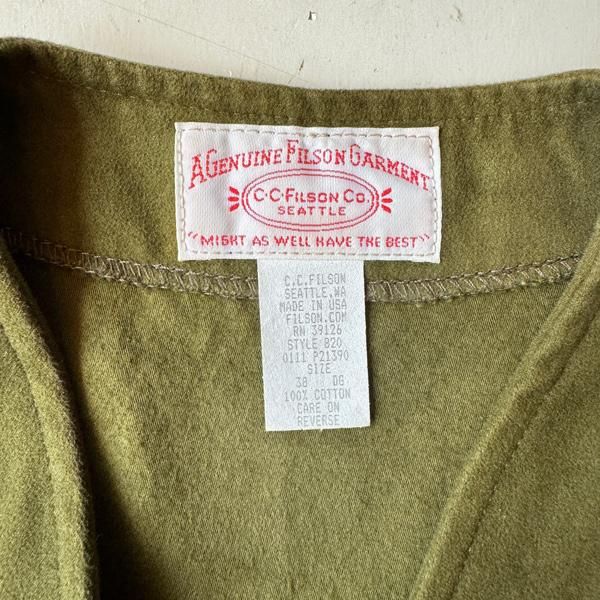 A GENUINE FILSON GARMENT
C·C·FILSON CO.
SEATTLE
"MIGHT AS WELL HAVE THE BEST"
C.C.FILSON
SEATTLE,WA
MADE IN USA
FILSON.COM
RN 39126
STYLE 820
0111 P21390
SIZE
38 DG
100% COTTON
CARE ON
REVERSE